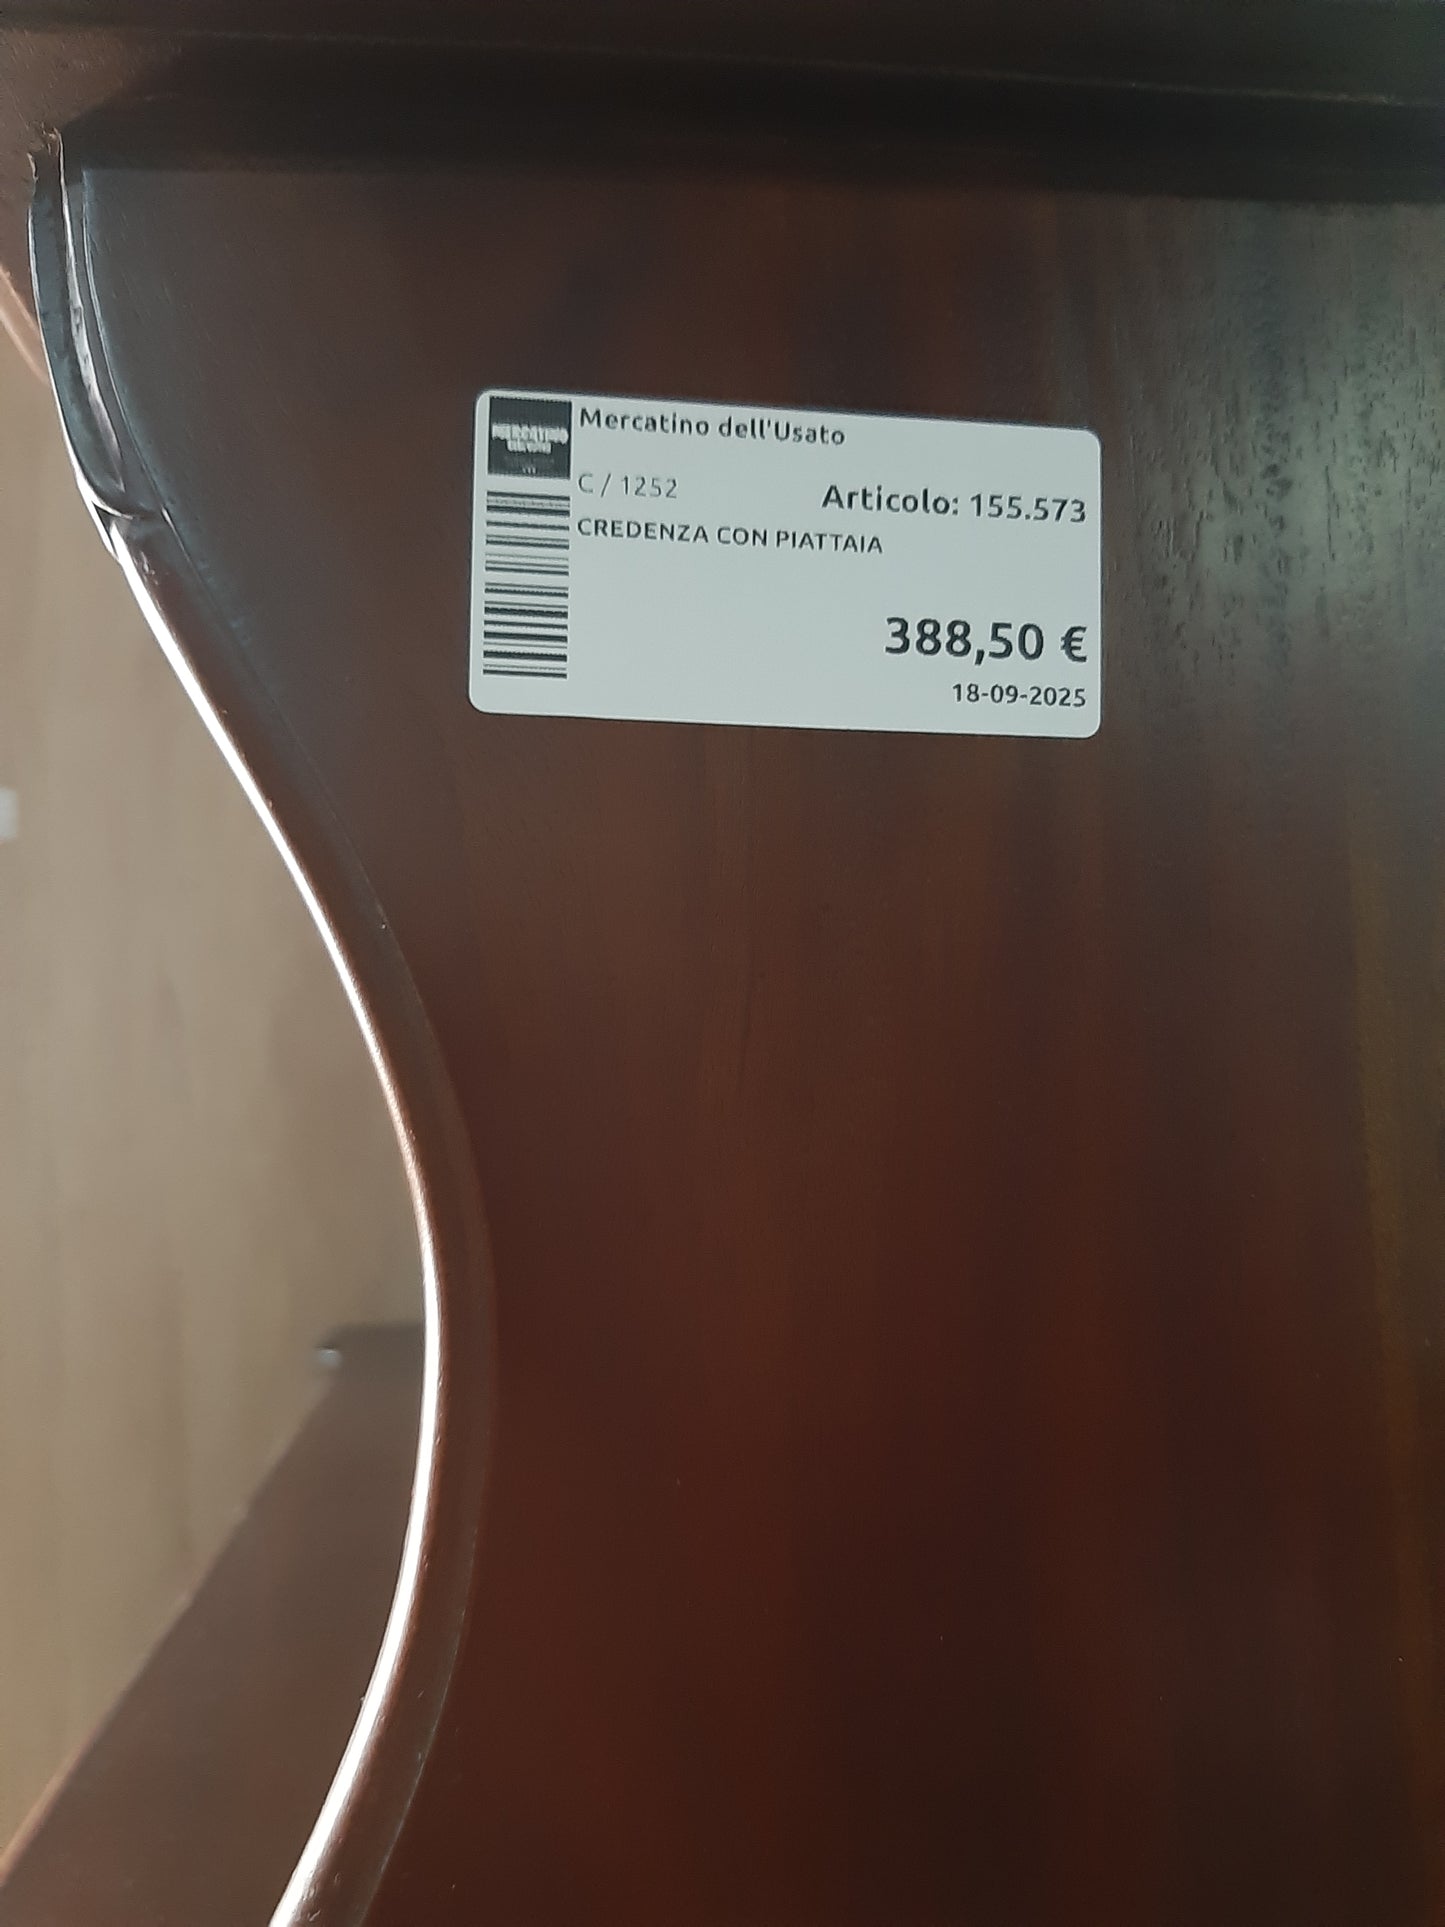 Mercatino dell'Usato
C / 1252
Articolo: 155.573
CREDENZA CON PIATTAIA
388,50 €
18-09-2025